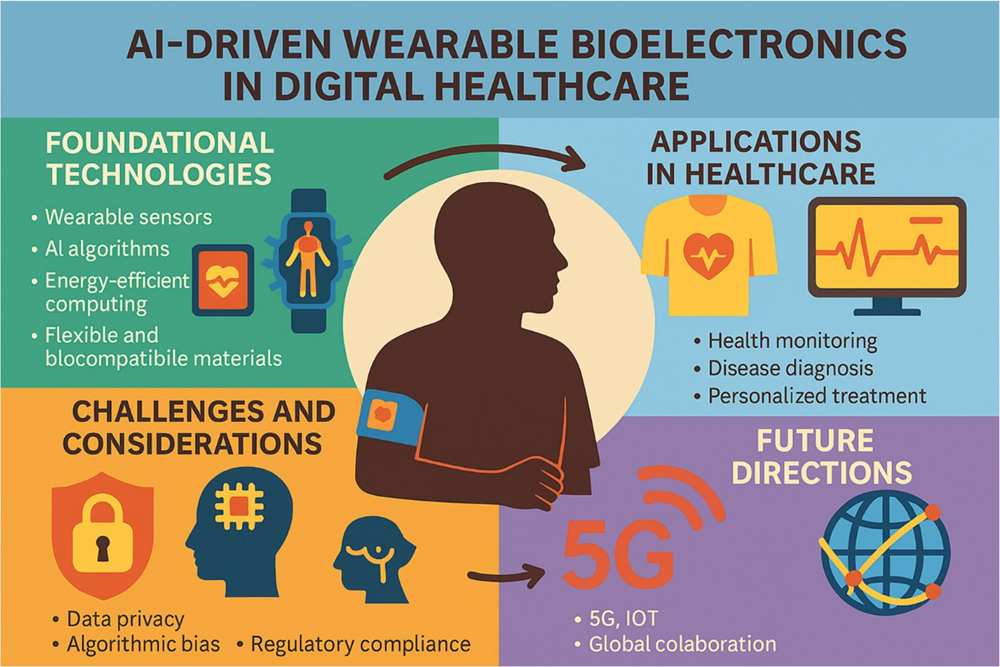 AI-DRIVEN WEARABLE BIOELECTRONICS
IN DIGITAL HEALTHCARE
FOUNDATIONAL
TECHNOLOGIES
• Wearable sensors
• AI algorithms
• Energy-efficient
computing
• Flexible and
blocompatibile materials
APPLICATIONS
IN HEALTHCARE
• Health monitoring
• Disease diagnosis
• Personalized treatment
CHALLENGES AND
CONSIDERATIONS
• Data privacy
• Algorithmic bias • Regulatory compliance
FUTURE
DIRECTIONS
5G
• 5G, IOT
• Global colaboration